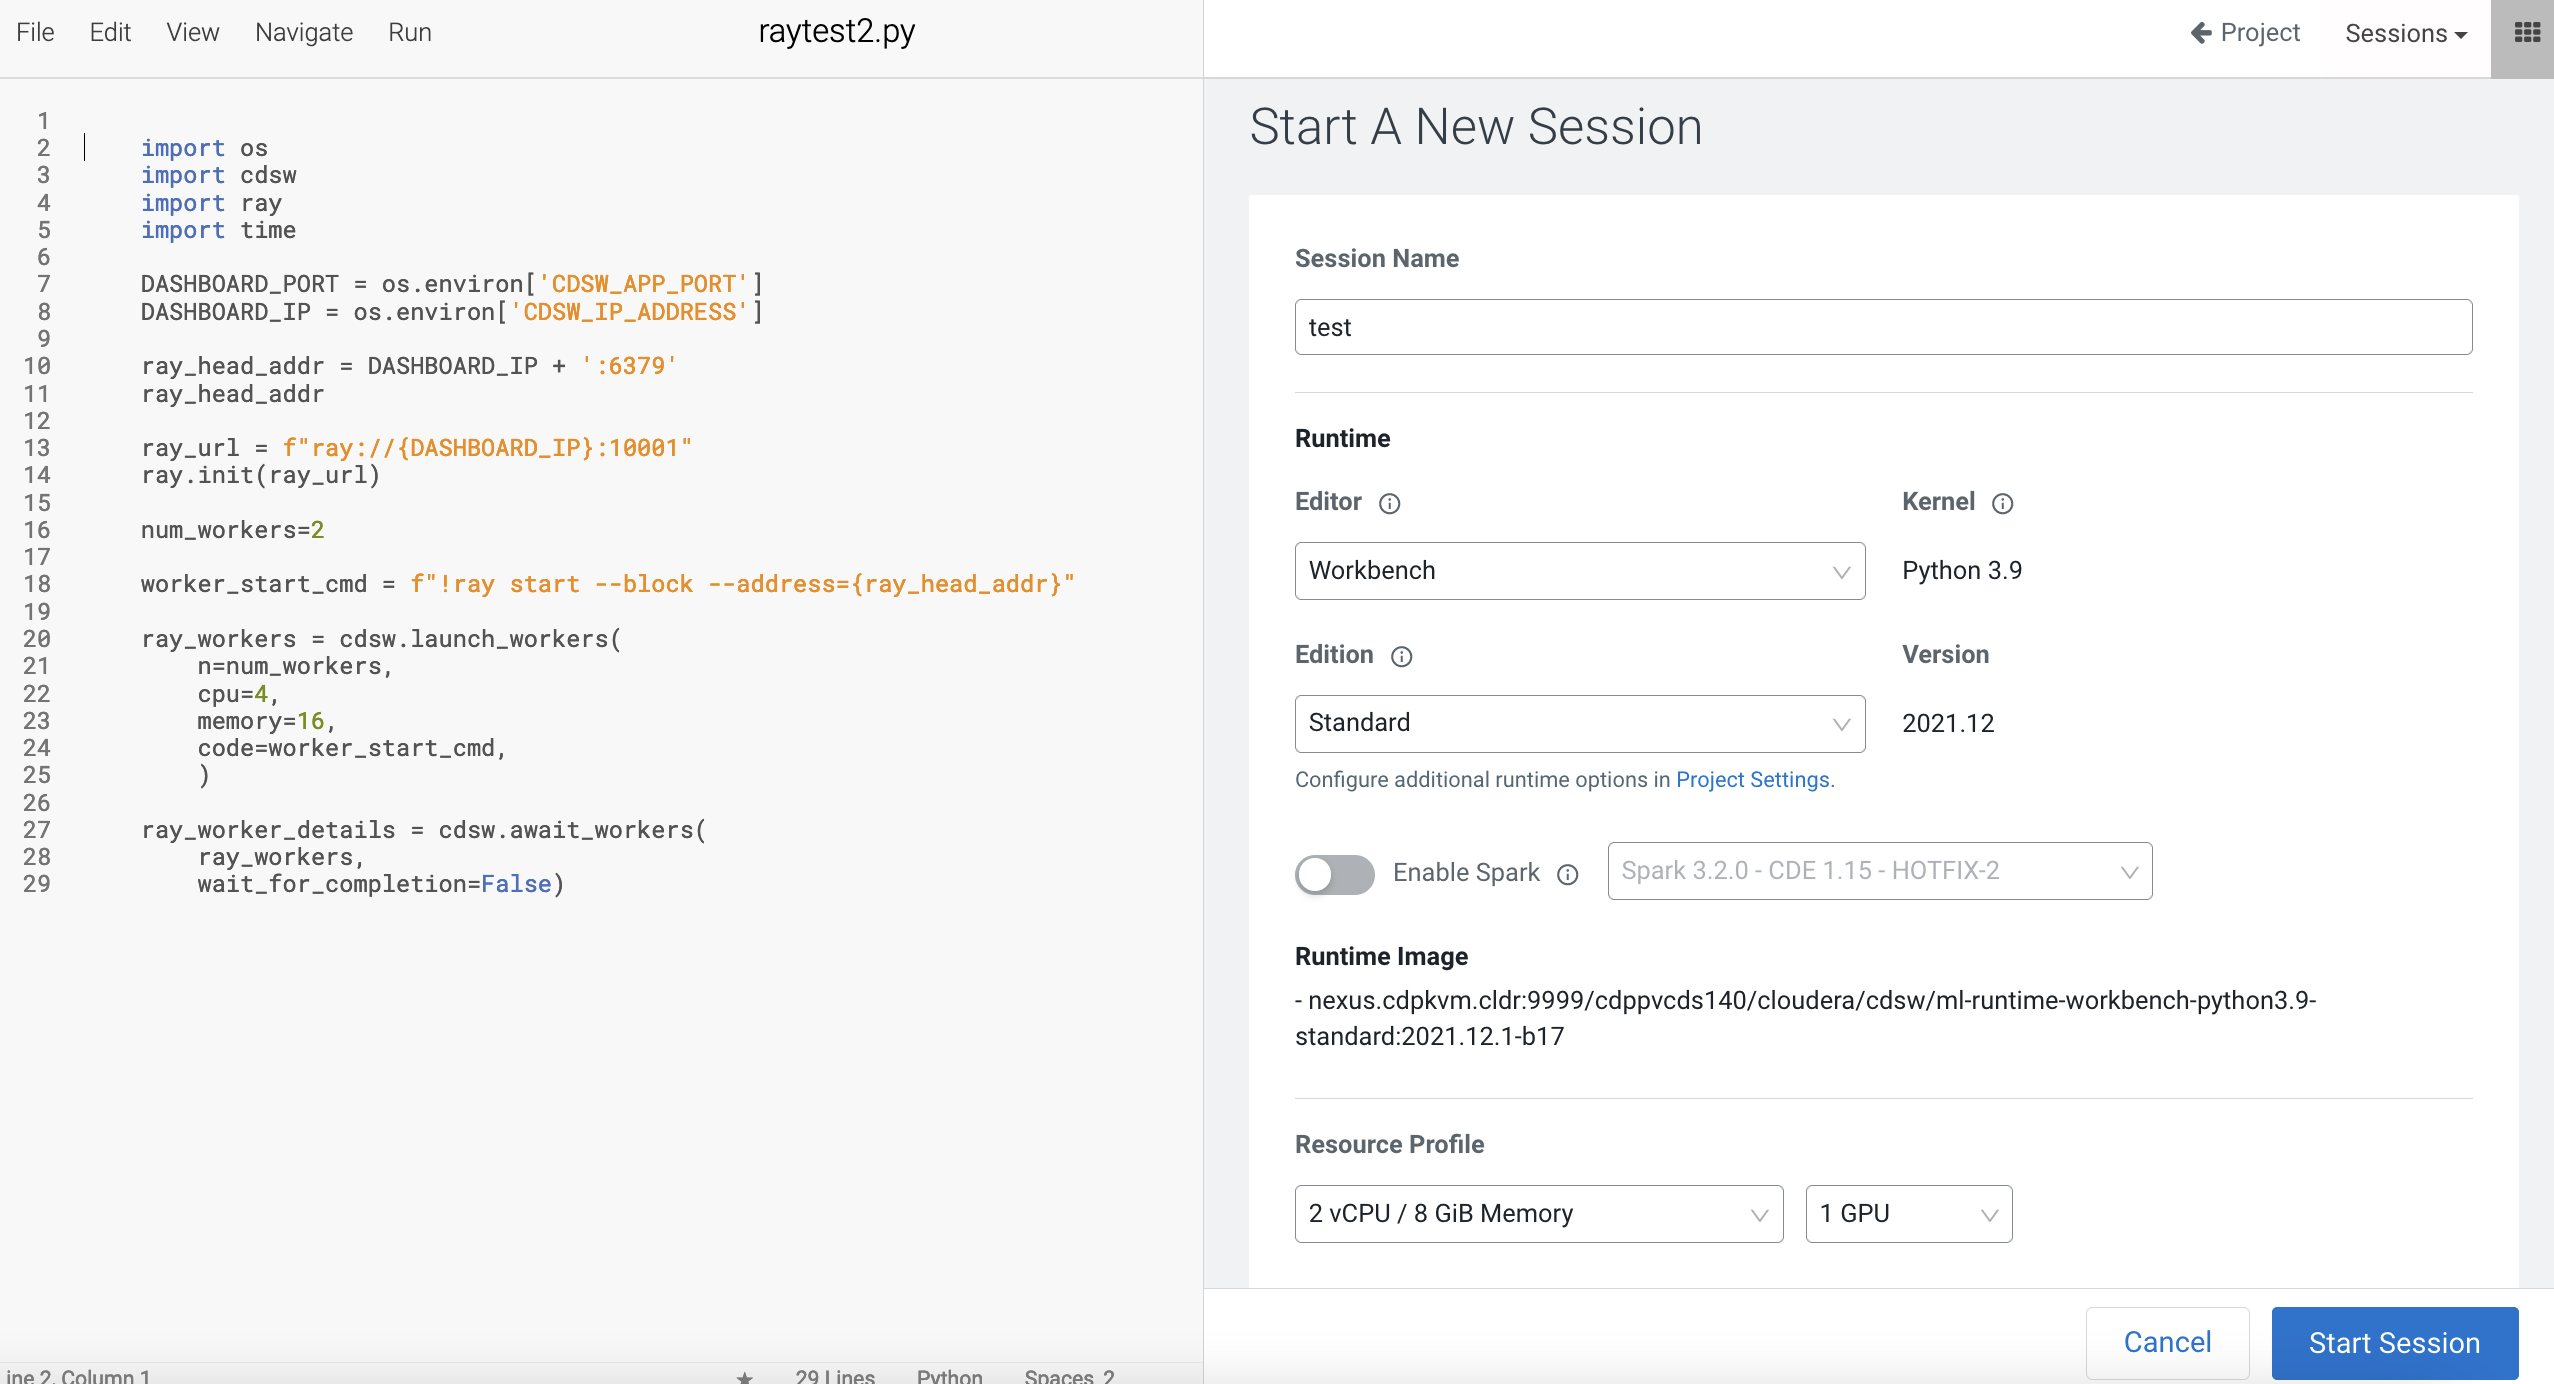 File Edit View Navigate Run raytest2.py
1
2 import os
3 import cdsw
4 import ray
5 import time
6
7 DASHBOARD_PORT = os.environ['CDSW_APP_PORT']
8 DASHBOARD_IP = os.environ['CDSW_IP_ADDRESS']
9
10 ray_head_addr = DASHBOARD_IP + ':6379'
11 ray_head_addr
12
13 ray_url = f"ray://{DASHBOARD_IP}:10001"
14 ray.init(ray_url)
15
16 num_workers=2
17
18 worker_start_cmd = f"!ray start --block --address={ray_head_addr}"
19
20 ray_workers = cdsw.launch_workers(
21 n=num_workers,
22 cpu=4,
23 memory=16,
24 code=worker_start_cmd,
25 )
26
27 ray_worker_details = cdsw.await_workers(
28 ray_workers,
29 wait_for_completion=False)
ine 2, Column 1 ★ 29 Lines Python Spaces 2
Project Sessions
Start A New Session
Session Name
test
Runtime
Editor Kernel
Workbench Python 3.9
Edition Version
Standard 2021.12
Configure additional runtime options in Project Settings.
Enable Spark Spark 3.2.0 - CDE 1.15 - HOTFIX-2
Runtime Image
- nexus.cdpkvm.cldr:9999/cdppvcds140/cloudera/cdsw/ml-runtime-workbench-python3.9-
standard:2021.12.1-b17
Resource Profile
2 vCPU / 8 GiB Memory 1 GPU
Cancel Start Session